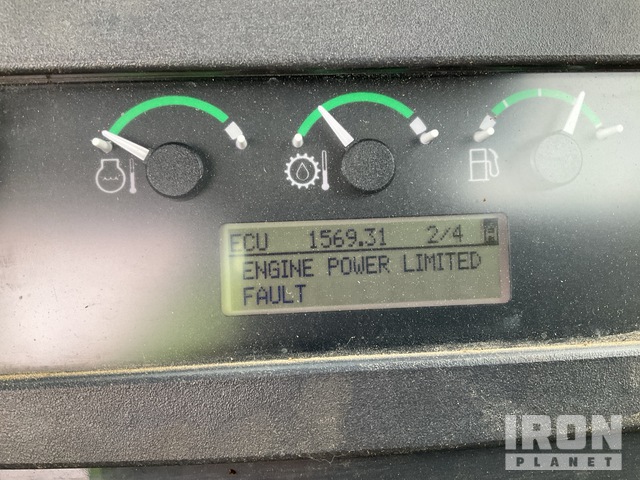 ECU 1569.31 2/4
ENGINE POWER LIMITED
FAULT
IRON
PLANET